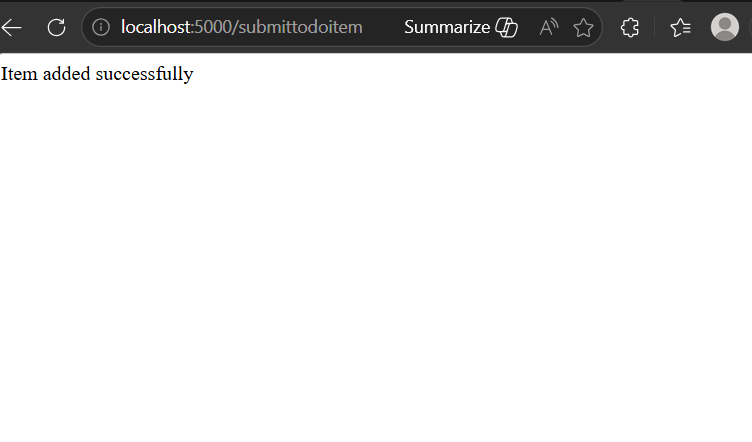 localhost:5000/submittodoitem Summarize
Item added successfully